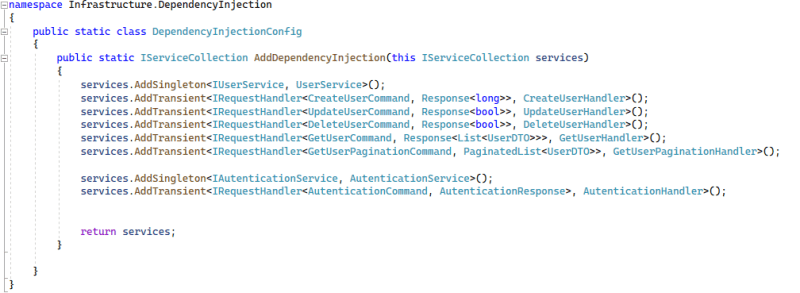 namespace Infrastructure.DependencyInjection
{
public static class DependencyInjectionConfig
{
public static IServiceCollection AddDependencyInjection(this IServiceCollection services)
{
services.AddSingleton<IUserService, UserService>();
services.AddTransient<IRequestHandler<CreateUserCommand, Response<long>>, CreateUserHandler>();
services.AddTransient<IRequestHandler<UpdateUserCommand, Response<bool>>, UpdateUserHandler>();
services.AddTransient<IRequestHandler<DeleteUserCommand, Response<bool>>, DeleteUserHandler>();
services.AddTransient<IRequestHandler<GetUserCommand, Response<List<UserDTO>>>, GetUserHandler>();
services.AddTransient<IRequestHandler<GetUserPaginationCommand, PaginatedList<UserDTO>>, GetUserPaginationHandler>();
services.AddSingleton<IAutenticationService, AutenticationService>();
services.AddTransient<IRequestHandler<AutenticationCommand, AutenticationResponse>, AutenticationHandler>();
return services;
}
}
}